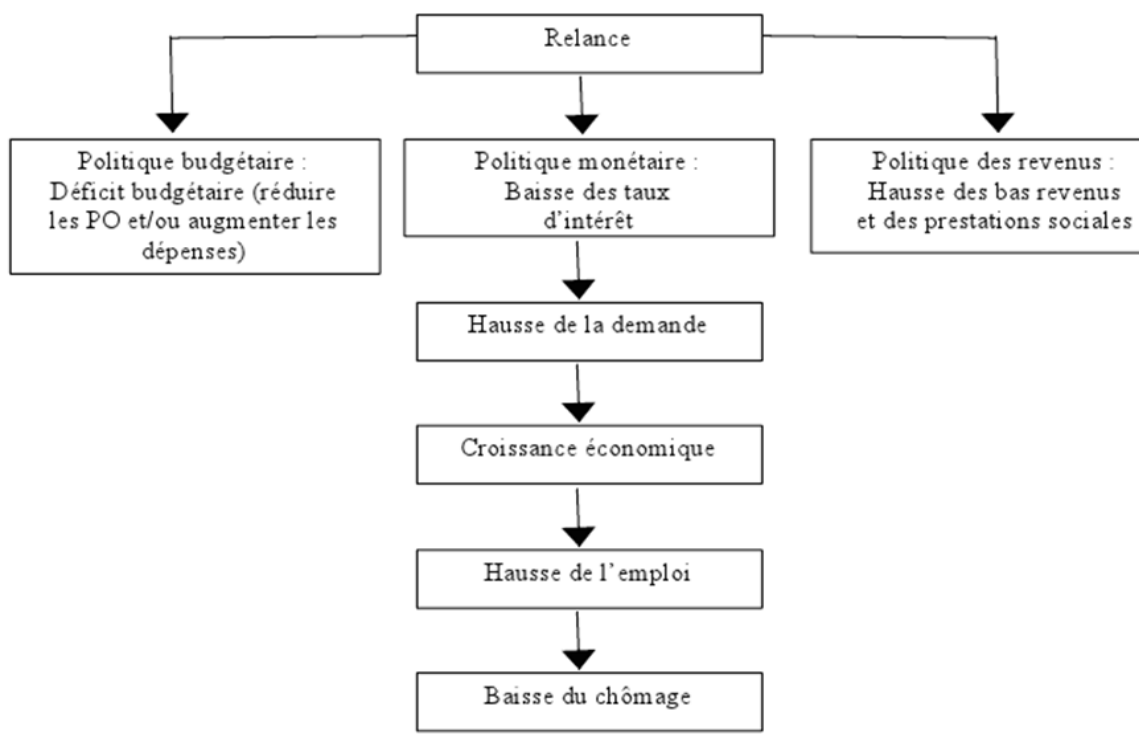 Relance
Politique budgétaire :
Déficit budgétaire (réduire
les PO et/ou augmenter les
dépenses)
Politique monétaire :
Baisse des taux
d’intérêt
Politique des revenus :
Hausse des bas revenus
et des prestations sociales
Hausse de la demande
Croissance économique
Hausse de l’emploi
Baisse du chômage